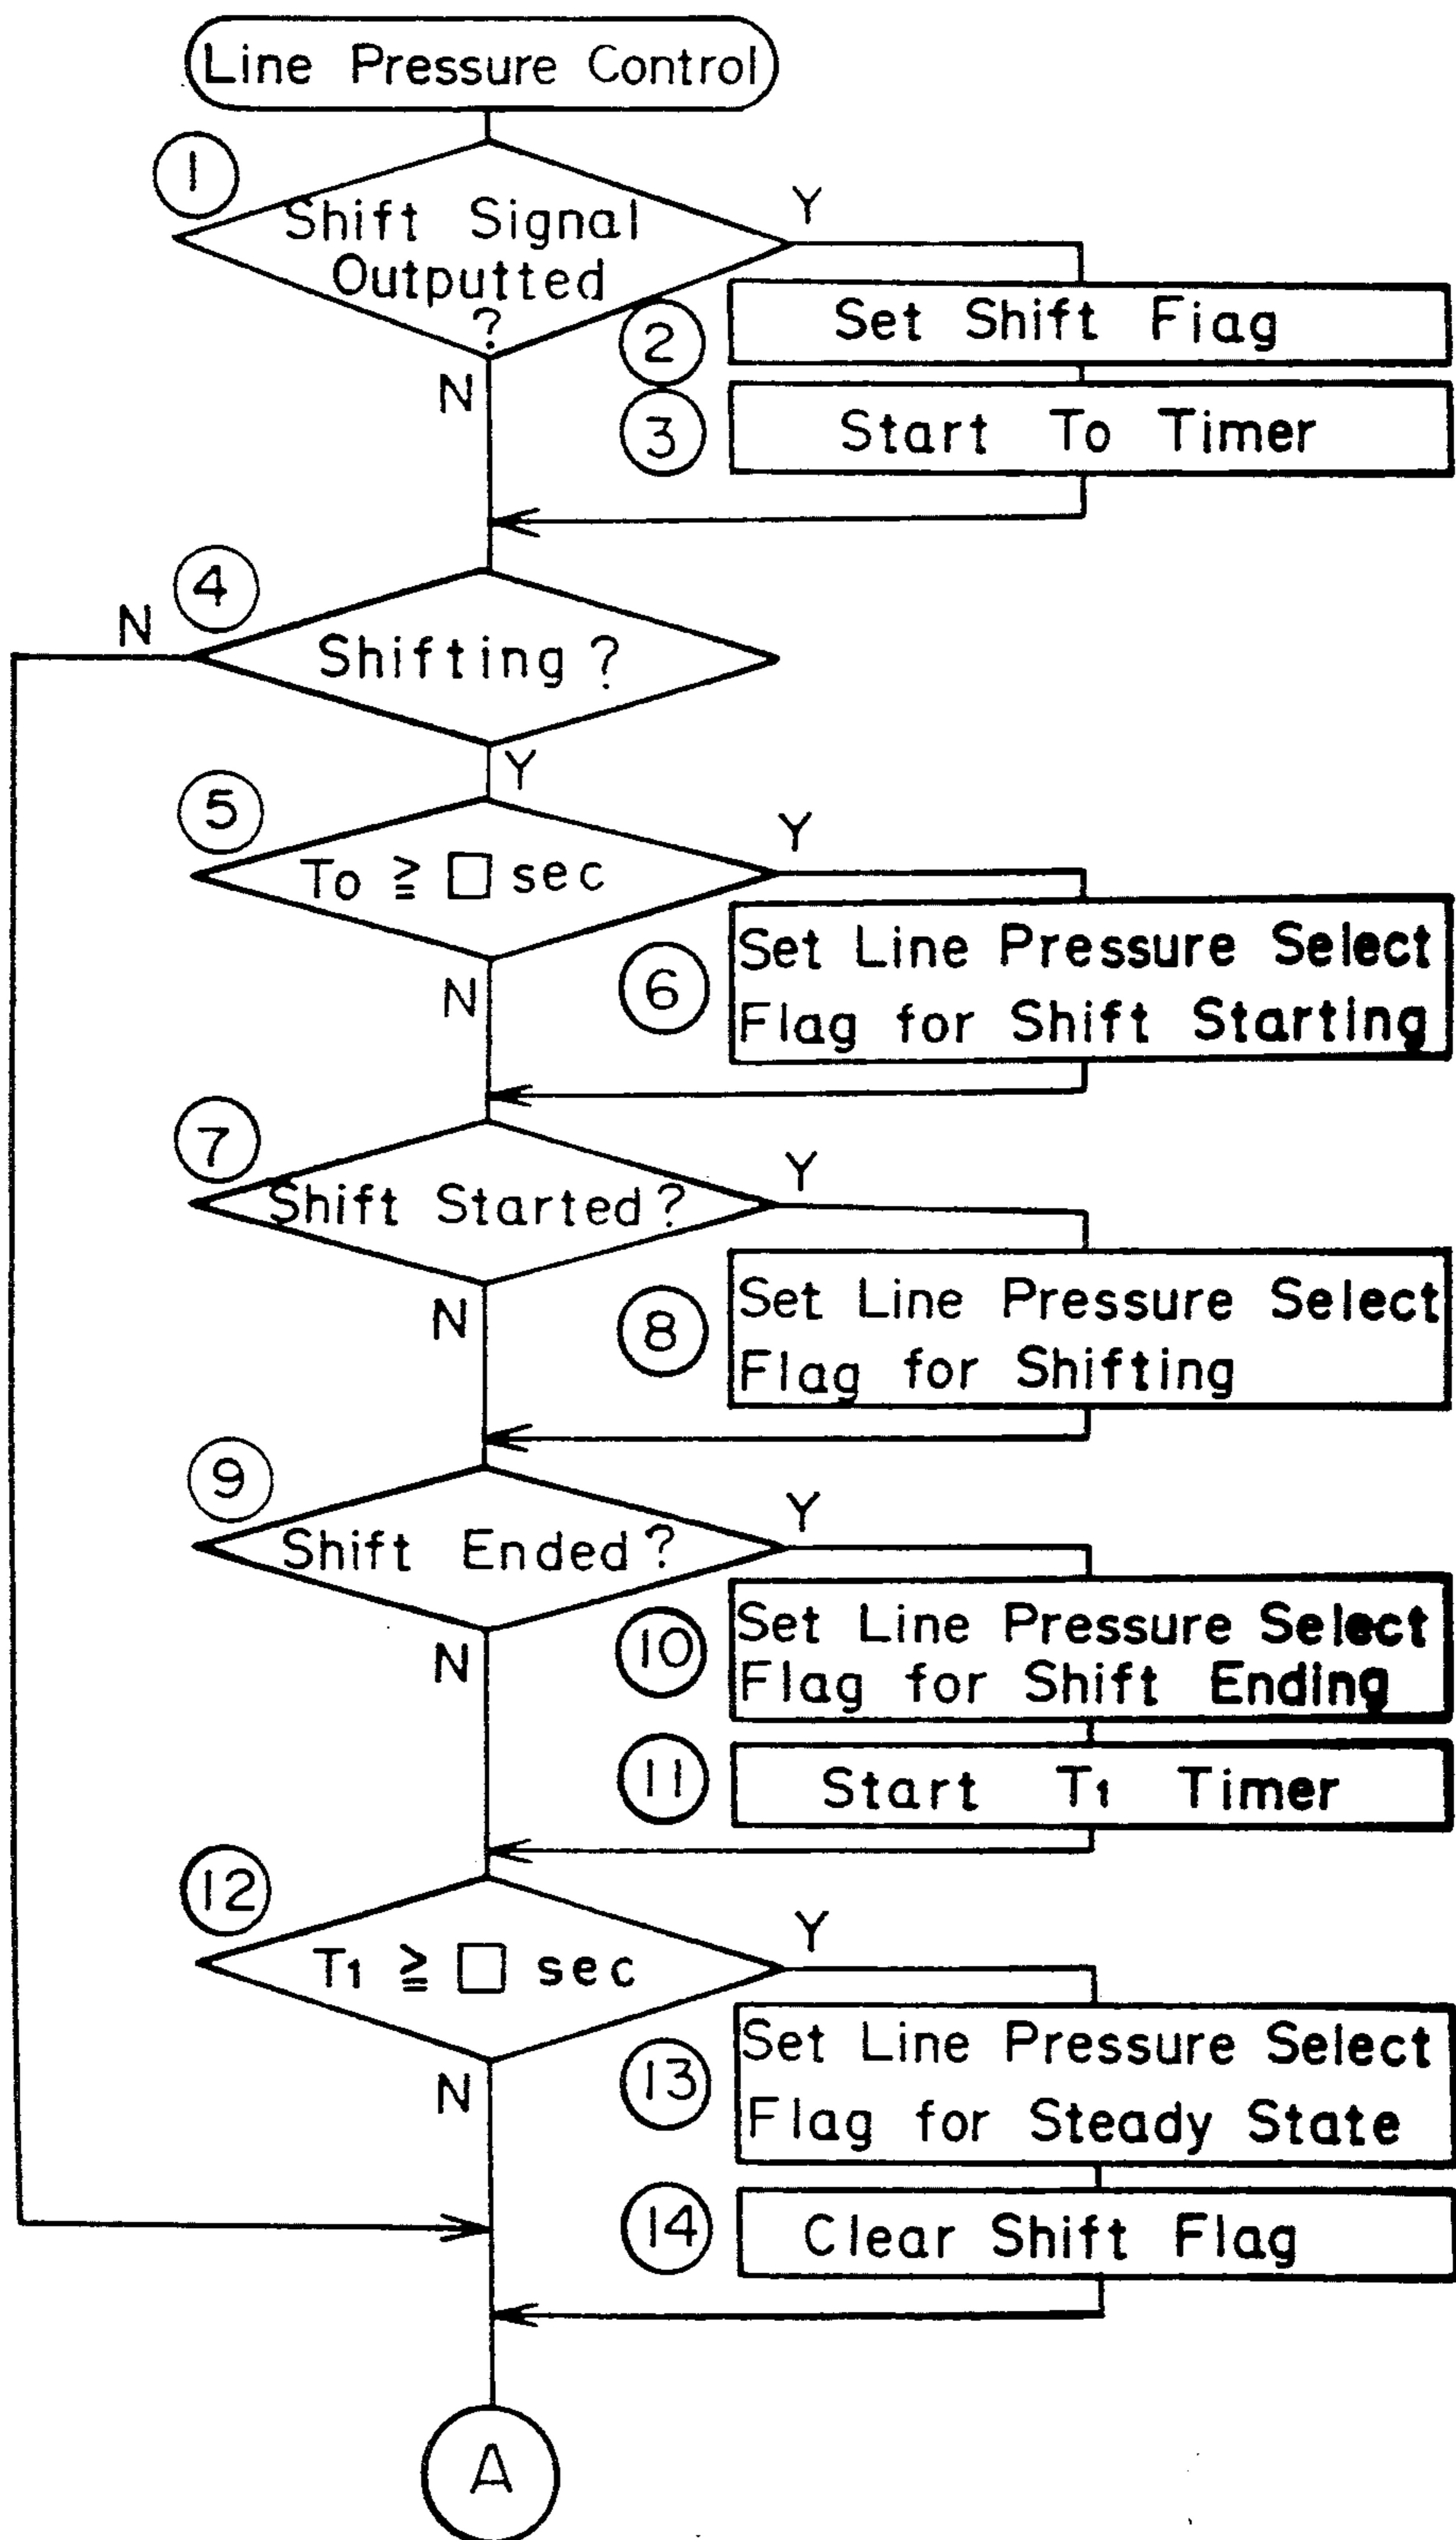 Line Pressure Control
1
Shift Signal
Outputted
?
Y
N
2
Set Shift Fiag
3
Start To Timer
4
N
Shifting ?
Y
5
To ≧ □ sec
Y
N
6
Set Line Pressure Select
Flag for Shift Starting
7
Shift Started ?
Y
N
8
Set Line Pressure Select
Flag for Shifting
9
Shift Ended ?
Y
N
10
Set Line Pressure Select
Flag for Shift Ending
11
Start T1 Timer
12
T1 ≧ □ sec
Y
N
13
Set Line Pressure Select
Flag for Steady State
14
Clear Shift Flag
A